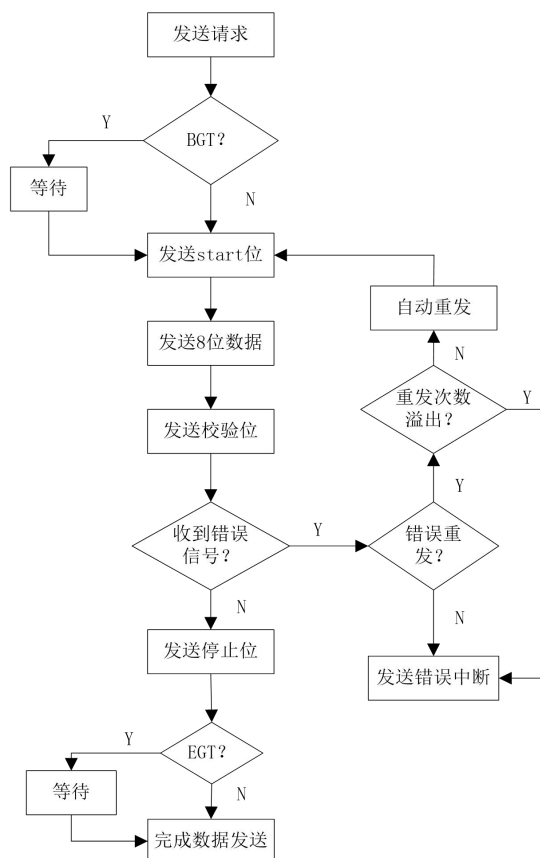 发送请求
Y
BGT？
等待
N
发送start位
自动重发
发送8位数据
N
重发次数
溢出？
Y
发送校验位
Y
收到错误
信号？
Y
错误重
发？
N
N
发送停止位
发送错误中断
Y
EGT？
等待
N
完成数据发送